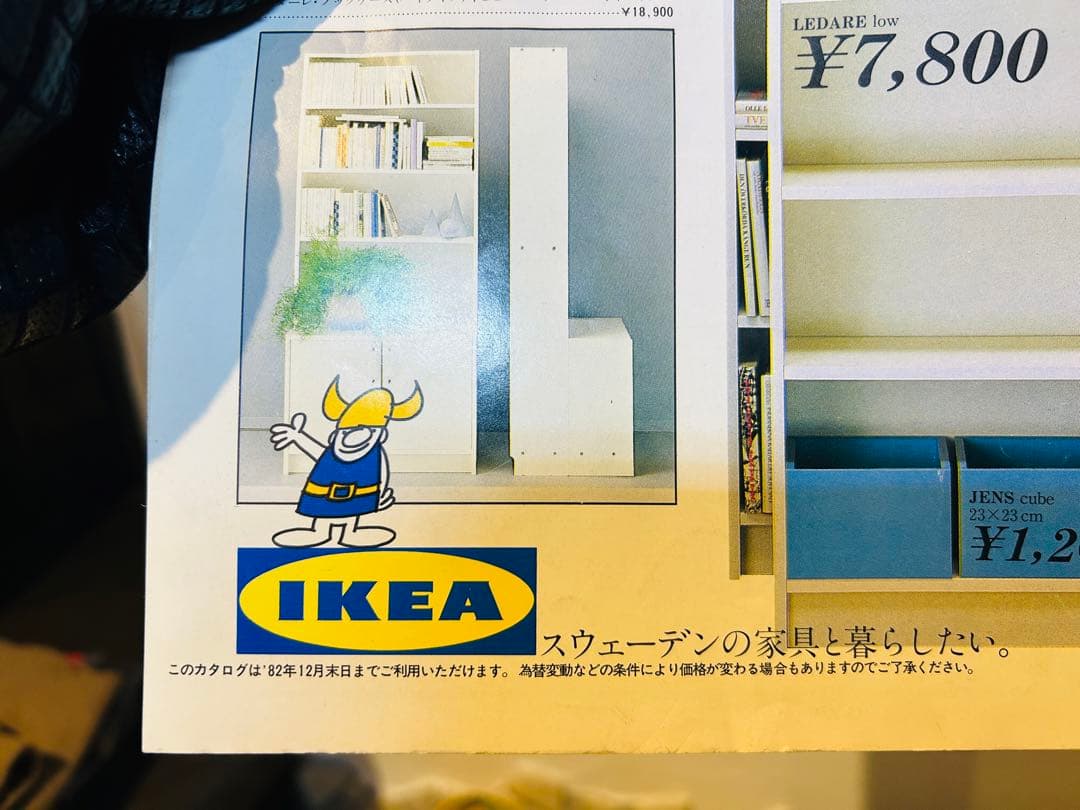 ¥18,900
LEDARE low
¥7,800
JENS cube
23×23cm
¥1,2
IKEA
スウェーデンの家具と暮らしたい。
このカタログは'82年12月末日までご利用いただけます。為替変動などの条件により価格が変わる場合もありますのでご了承ください。